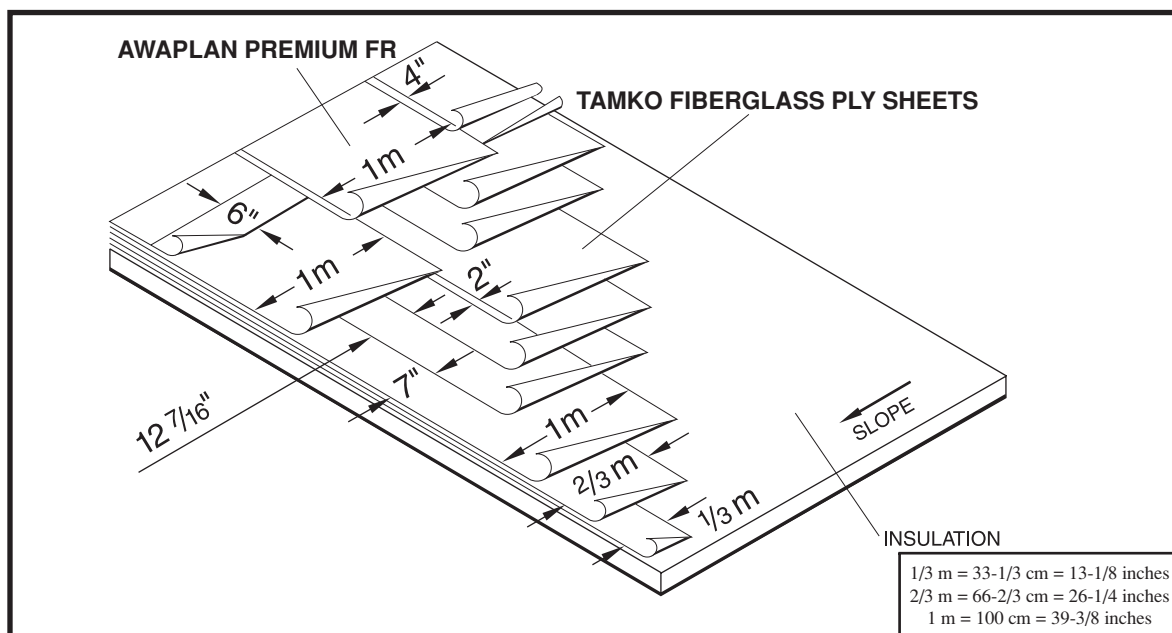 AWAPLAN PREMIUM FR
4"
TAMKO FIBERGLASS PLY SHEETS
1m
6"
1m
2"
12 7/16"
7"
1m
2/3 m
1/3 m
SLOPE
INSULATION
1/3 m = 33-1/3 cm = 13-1/8 inches
2/3 m = 66-2/3 cm = 26-1/4 inches
1 m = 100 cm = 39-3/8 inches